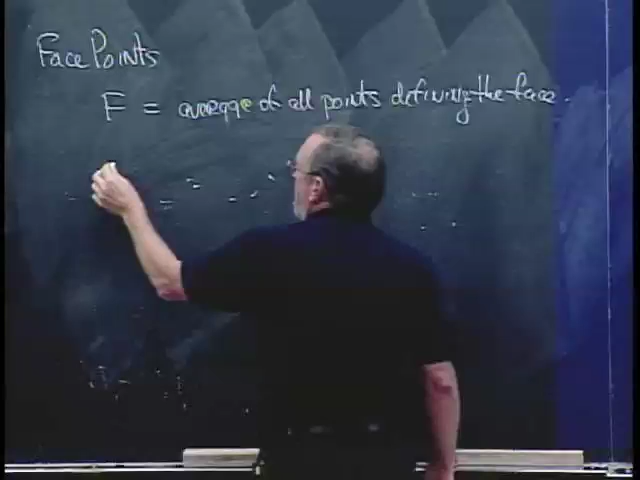 Face Points
F = average of all points defining the face.